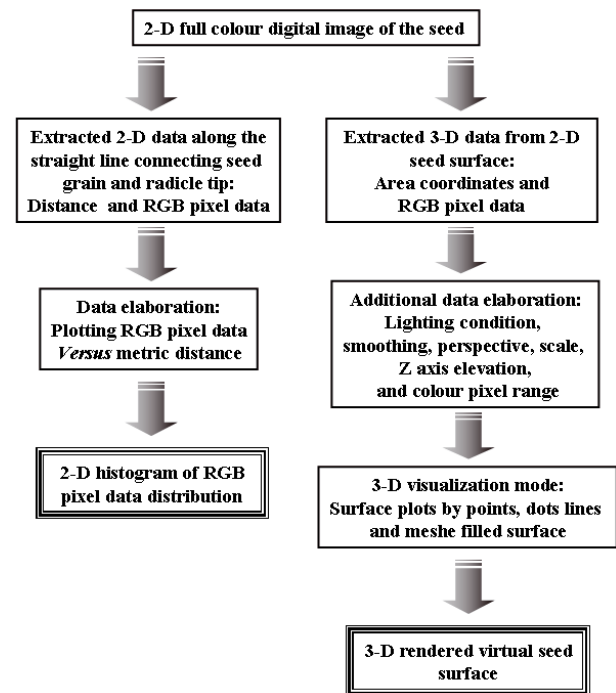 2-D full colour digital image of the seed
Extracted 2-D data along the
straight line connecting seed
grain and radicle tip:
Distance and RGB pixel data
Data elaboration:
Plotting RGB pixel data
Versus metric distance
2-D histogram of RGB
pixel data distribution
Extracted 3-D data from 2-D
seed surface:
Area coordinates and
RGB pixel data
Additional data elaboration:
Lighting condition,
smoothing, perspective, scale,
Z axis elevation,
and colour pixel range
3-D visualization mode:
Surface plots by points, dots lines
and meshe filled surface
3-D rendered virtual seed
surface